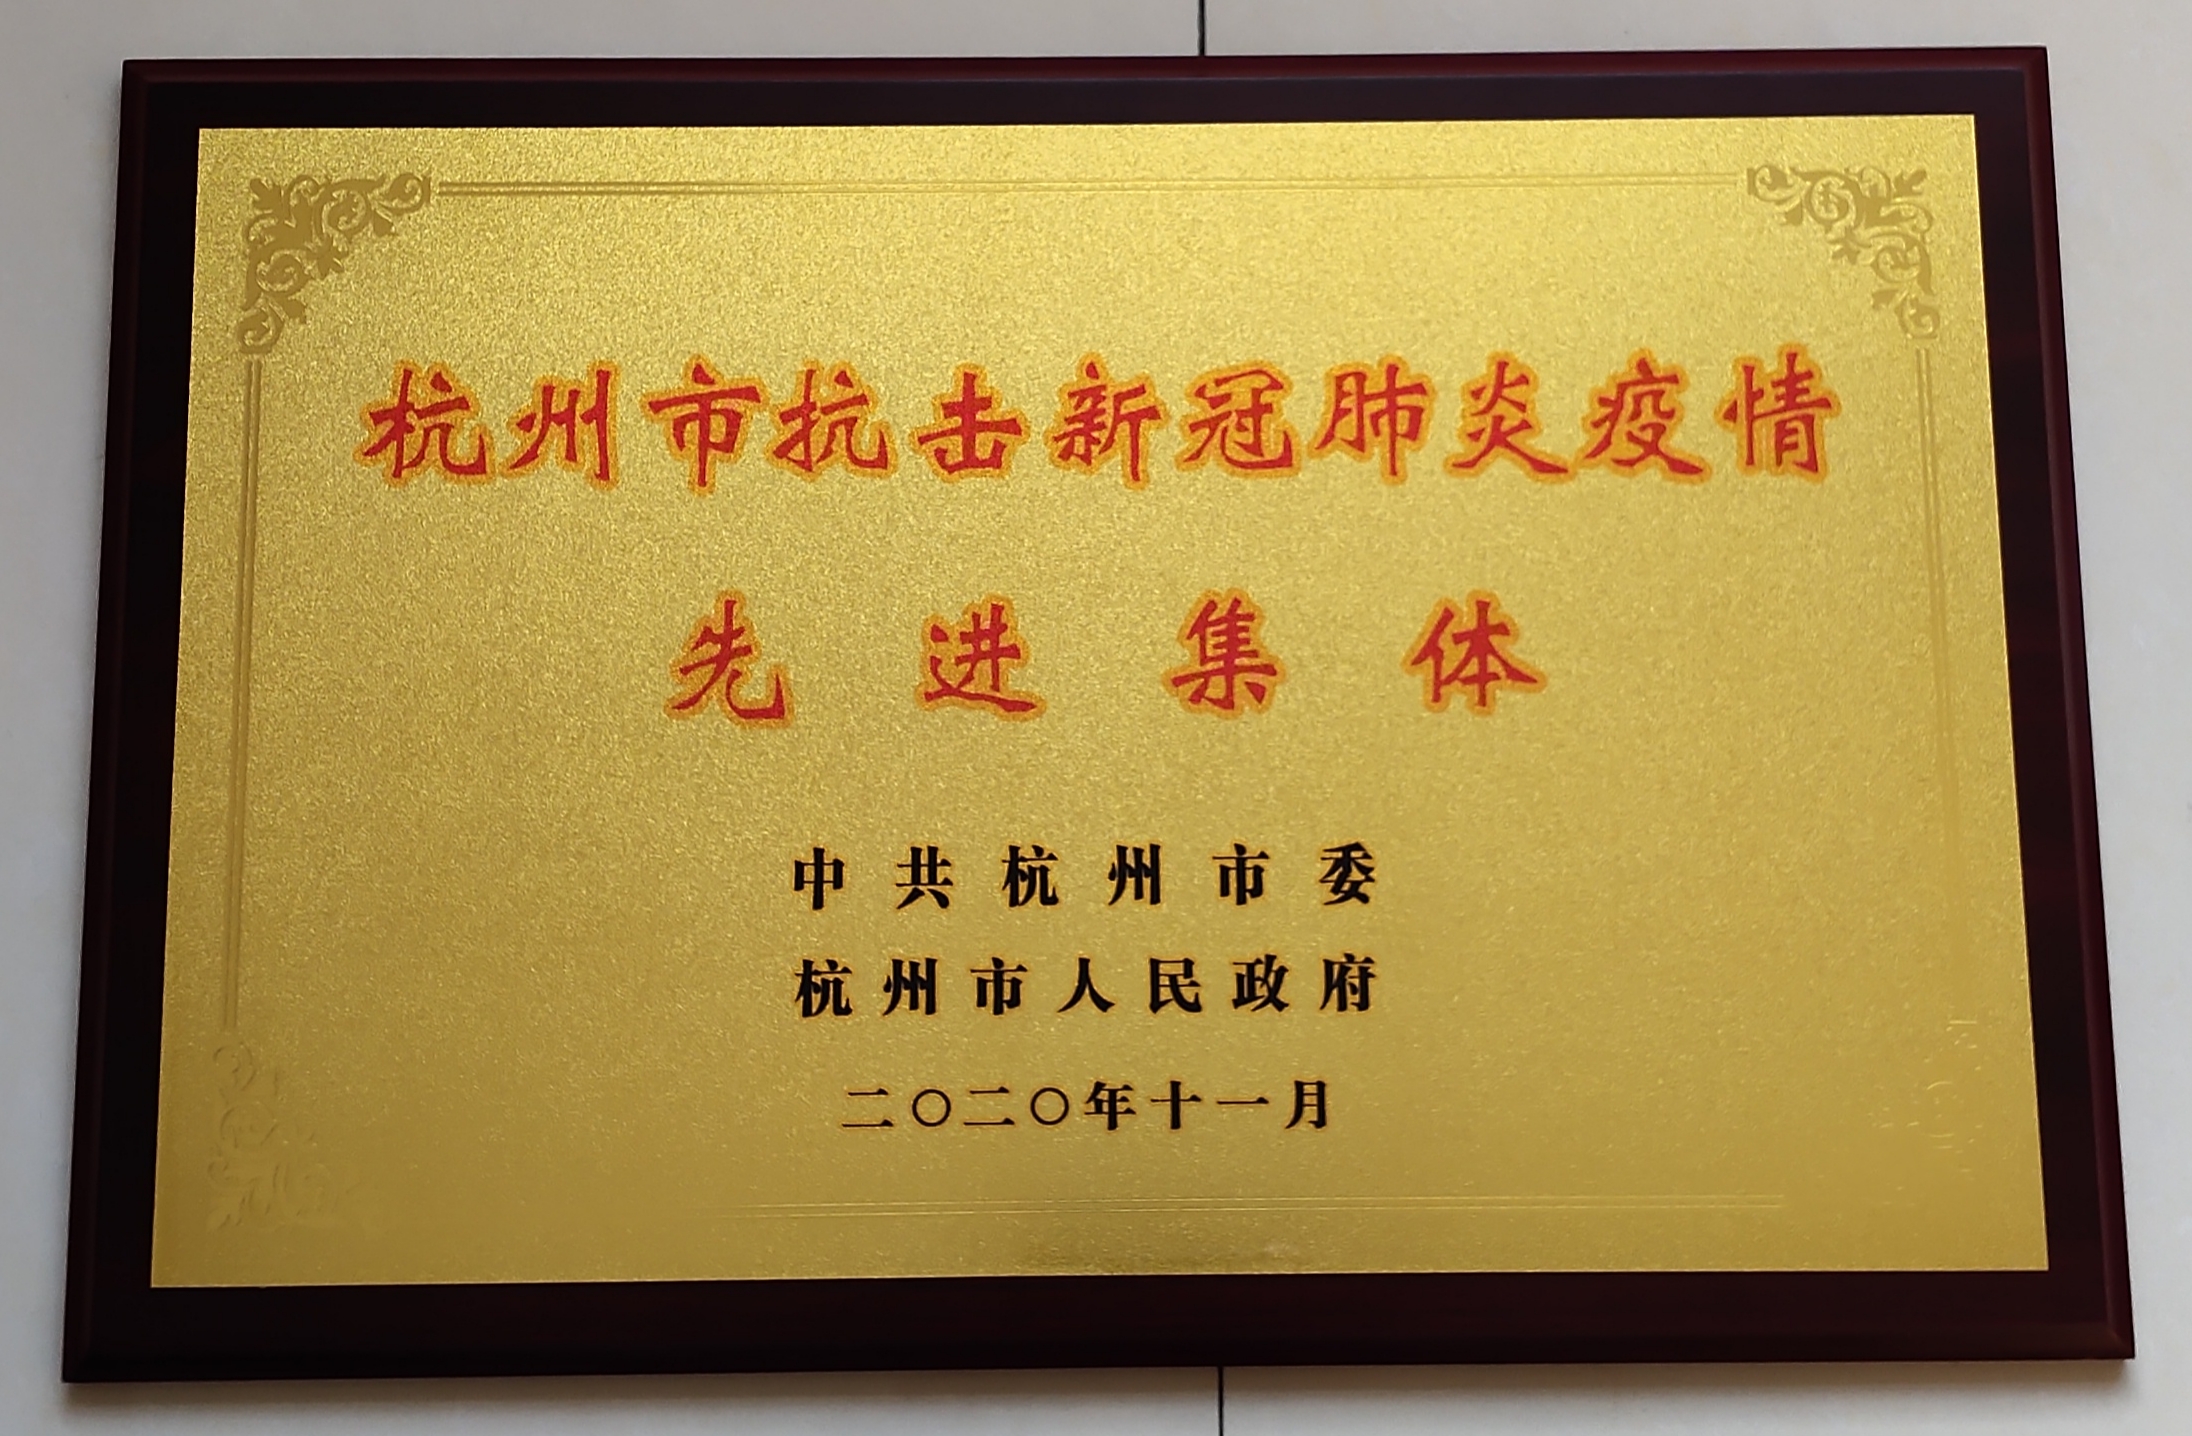 杭州市抗击新冠肺炎疫情
先进集体
中共杭州市委
杭州市人民政府
二〇二〇年十一月